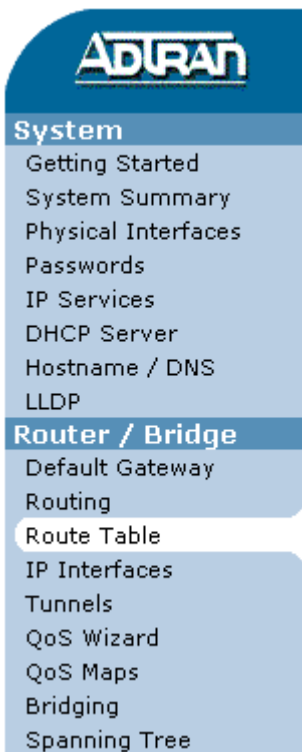 ADTRAN
System
Getting Started
System Summary
Physical Interfaces
Passwords
IP Services
DHCP Server
Hostname / DNS
LLDP
Router / Bridge
Default Gateway
Routing
Route Table
IP Interfaces
Tunnels
QoS Wizard
QoS Maps
Bridging
Spanning Tree